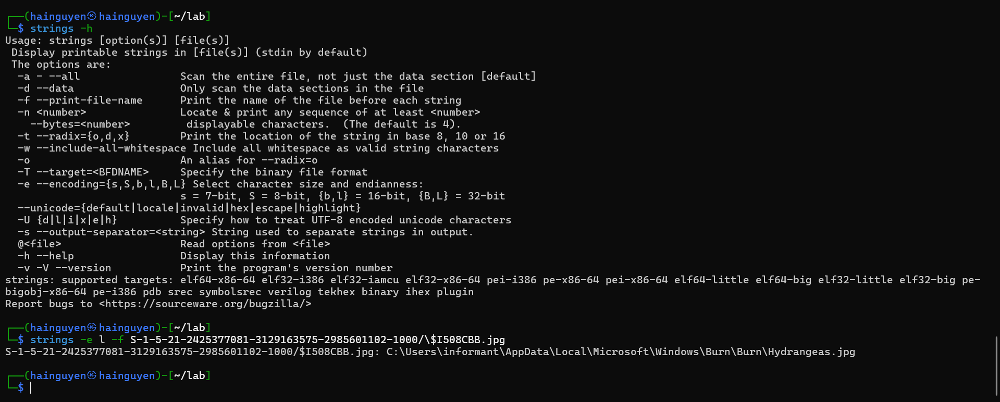 ┌──(hainguyen㉿hainguyen)-[~/lab]
└─$ strings -h
Usage: strings [option(s)] [file(s)]
 Display printable strings in [file(s)] (stdin by default)
 The options are:
  -a - --all                Scan the entire file, not just the data section [default]
  -d --data                 Only scan the data sections in the file
  -f --print-file-name      Print the name of the file before each string
  -n <number>               Locate & print any sequence of at least <number>
    --bytes=<number>         displayable characters.  (The default is 4).
  -t --radix={o,d,x}        Print the location of the string in base 8, 10 or 16
  -w --include-all-whitespace Include all whitespace as valid string characters
  -o                        An alias for --radix=o
  -T --target=<BFDNAME>     Specify the binary file format
  -e --encoding={s,S,b,l,B,L} Select character size and endianness:
                            s = 7-bit, S = 8-bit, {b,l} = 16-bit, {B,L} = 32-bit
  --unicode={default|locale|invalid|hex|escape|highlight}
  -U {d|l|i|x|e|h}          Specify how to treat UTF-8 encoded unicode characters
  -s --output-separator=<string> String used to separate strings in output.
  @<file>                   Read options from <file>
  -h --help                 Display this information
  -v -V --version           Print the program's version number
strings: supported targets: elf64-x86-64 elf32-i386 elf32-iamcu elf32-x86-64 pei-i386 pe-x86-64 pei-x86-64 elf64-little elf64-big elf32-little elf32-big pe-
bigobj-x86-64 pe-i386 pdb srec symbolsrec verilog tekhex binary ihex plugin
Report bugs to <https://sourceware.org/bugzilla/>
┌──(hainguyen㉿hainguyen)-[~/lab]
└─$ strings -e l -f S-1-5-21-2425377081-3129163575-2985601102-1000/\$I508CBB.jpg
S-1-5-21-2425377081-3129163575-2985601102-1000/$I508CBB.jpg: C:\Users\informant\AppData\Local\Microsoft\Windows\Burn\Burn\Hydrangeas.jpg
┌──(hainguyen㉿hainguyen)-[~/lab]
└─$